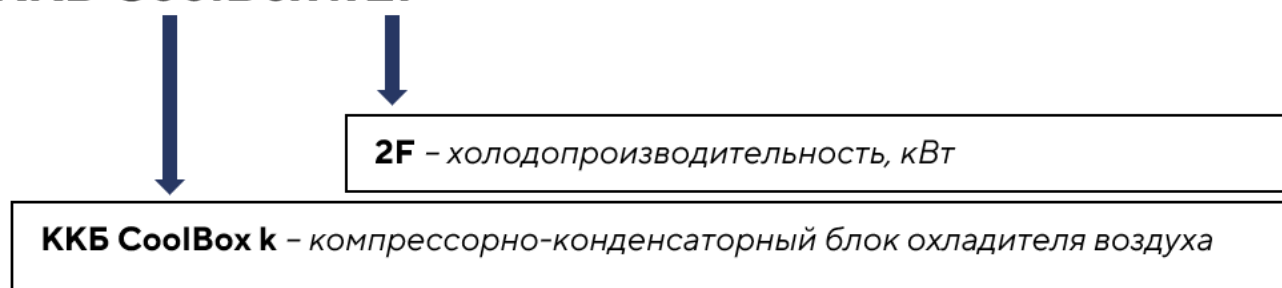 2F – холодопроизводительность, кВт
ККБ CoolBox k – компрессорно-конденсаторный блок охладителя воздуха